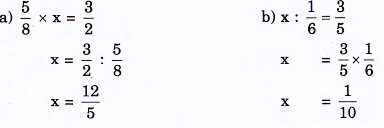 a) 5/8 × x = 3/2
x = 3/2 : 5/8
x = 12/5
b) x : 1/6 = 3/5
x = 3/5 × 1/6
x = 1/10